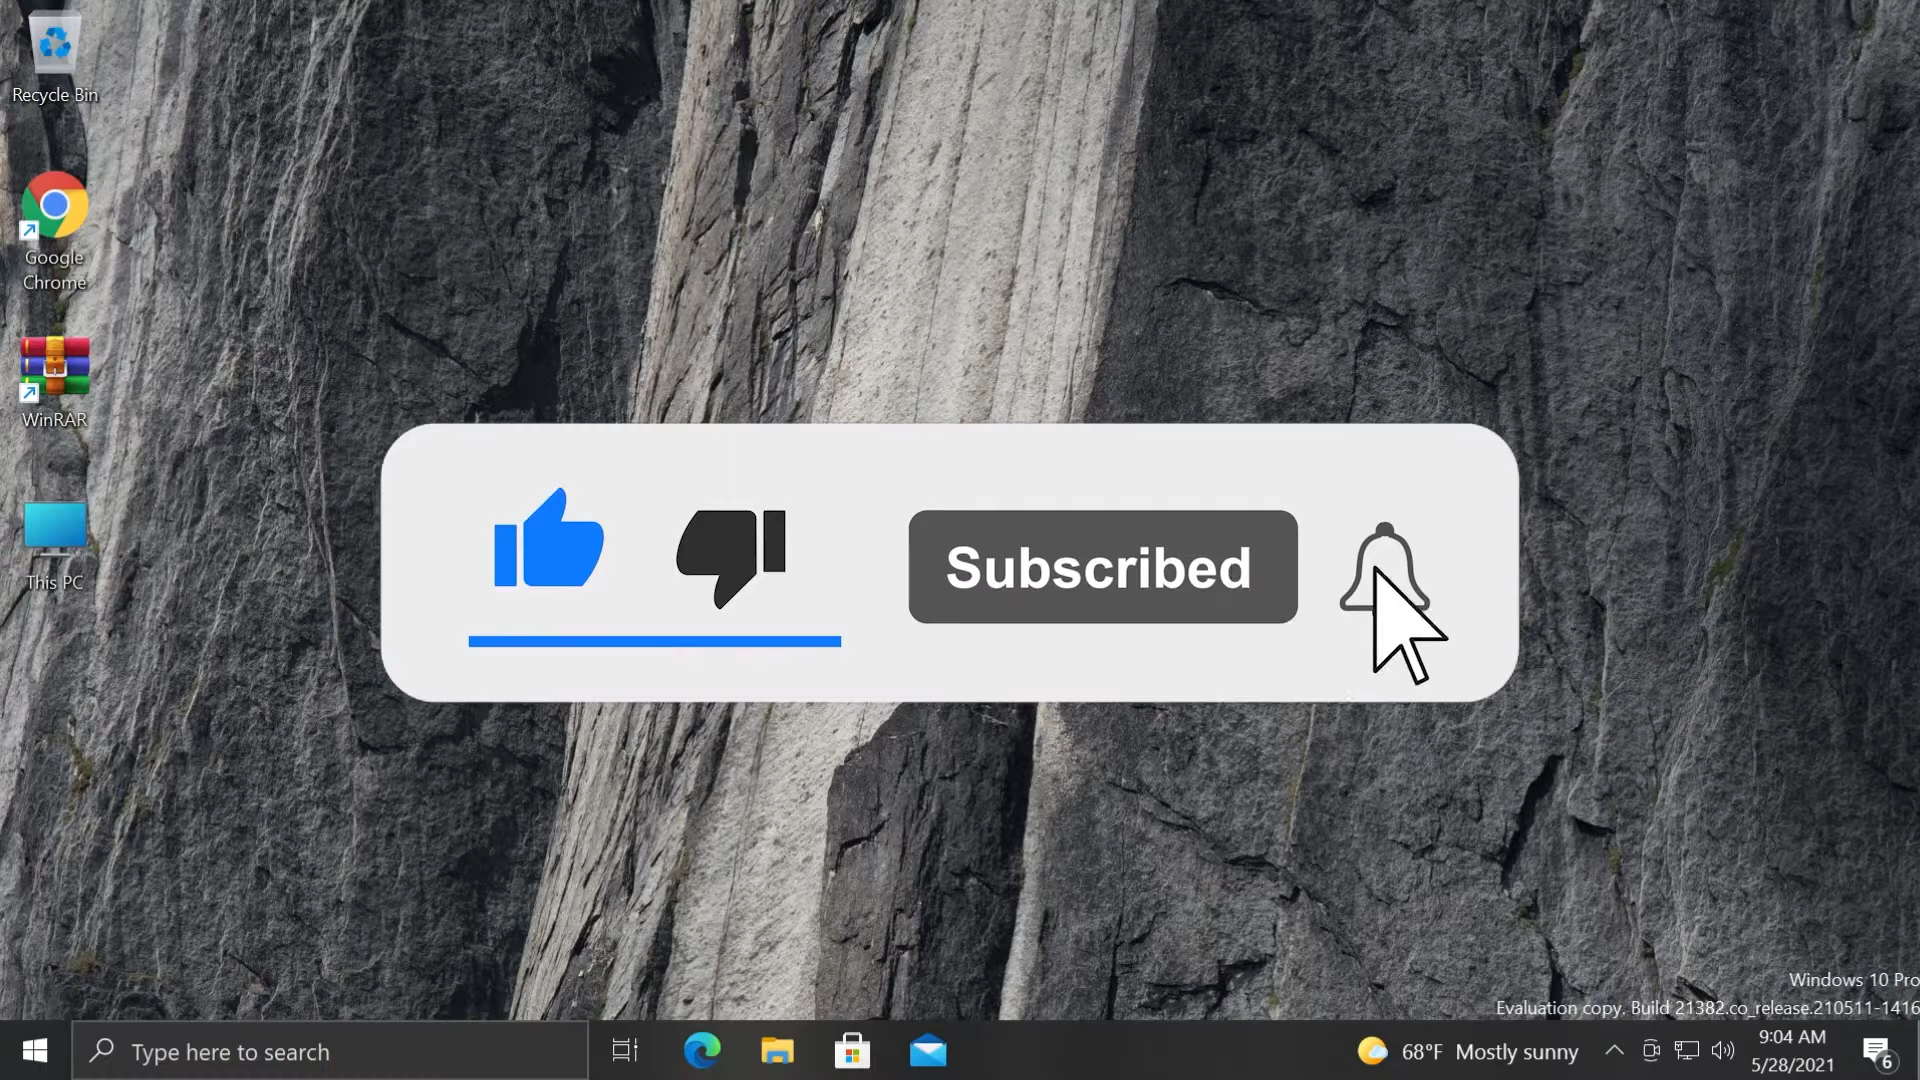 Recycle Bin
Google
Chrome
WinRAR
This PC
Subscribed
Windows 10 Pro
Evaluation copy. Build 21382.co_release.210511-1416
Type here to search
68°F Mostly sunny
9:04 AM
5/28/2021
6